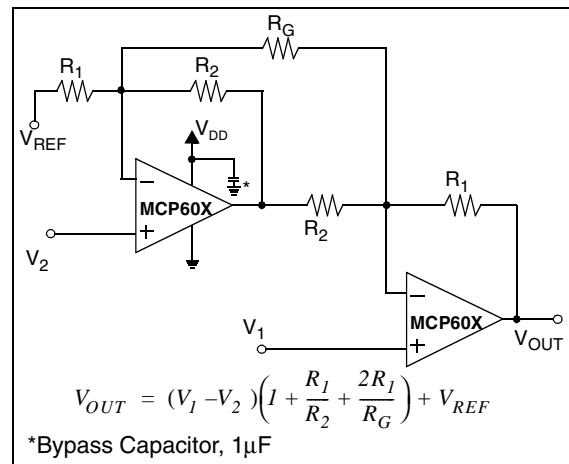 R_G
R_1
R_2
V_REF
V_DD
*
−
MCP60X
+
V_2
R_2
R_1
−
MCP60X
+
V_1
V_OUT
V_OUT = (V_1 –V_2 )(1 + R_1/R_2 + 2R_1/R_G) + V_REF
*Bypass Capacitor, 1µF